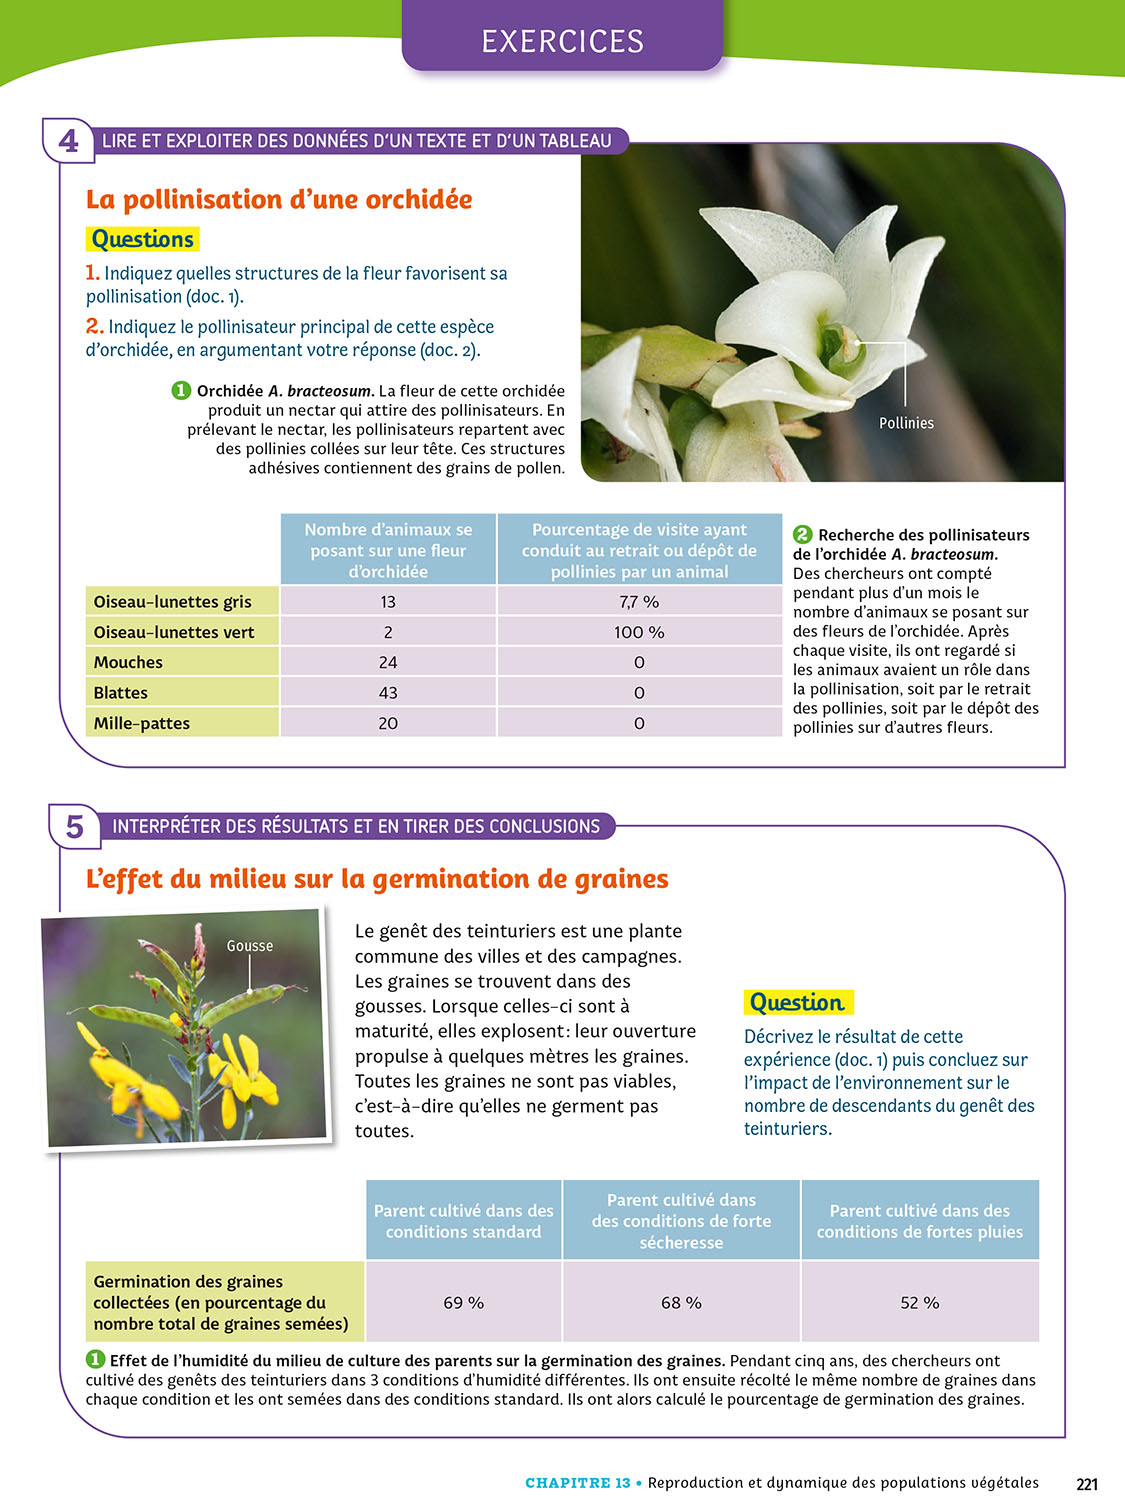 EXERCICES
4 LIRE ET EXPLOITER DES DONNÉES D'UN TEXTE ET D'UN TABLEAU
La pollinisation d'une orchidée
Questions
1. Indiquez quelles structures de la fleur favorisent sa
pollinisation (doc. 1).
2. Indiquez le pollinisateur principal de cette espèce
d'orchidée, en argumentant votre réponse (doc. 2).
1 Orchidée A. bracteosum. La fleur de cette orchidée
produit un nectar qui attire des pollinisateurs. En
prélevant le nectar, les pollinisateurs repartent avec
des pollinies collées sur leur tête. Ces structures
adhésives contiennent des grains de pollen.
Pollinies
Nombre d'animaux se
posant sur une fleur
d'orchidée
Pourcentage de visite ayant
conduit au retrait ou dépôt de
pollinies par un animal
Oiseau-lunettes gris 13 7,7 %
Oiseau-lunettes vert 2 100 %
Mouches 24 0
Blattes 43 0
Mille-pattes 20 0
2 Recherche des pollinisateurs
de l'orchidée A. bracteosum.
Des chercheurs ont compté
pendant plus d'un mois le
nombre d'animaux se posant sur
des fleurs de l'orchidée. Après
chaque visite, ils ont regardé si
les animaux avaient un rôle dans
la pollinisation, soit par le retrait
des pollinies, soit par le dépôt des
pollinies sur d'autres fleurs.
5 INTERPRÉTER DES RÉSULTATS ET EN TIRER DES CONCLUSIONS
L'effet du milieu sur la germination de graines
Gousse
Le genêt des teinturiers est une plante
commune des villes et des campagnes.
Les graines se trouvent dans des
gousses. Lorsque celles-ci sont à
maturité, elles explosent : leur ouverture
propulse à quelques mètres les graines.
Toutes les graines ne sont pas viables,
c'est-à-dire qu'elles ne germent pas
toutes.
Question
Décrivez le résultat de cette
expérience (doc. 1) puis concluez sur
l'impact de l'environnement sur le
nombre de descendants du genêt des
teinturiers.
Parent cultivé dans des
conditions standard
Parent cultivé dans
des conditions de forte
sécheresse
Parent cultivé dans des
conditions de fortes pluies
Germination des graines
collectées (en pourcentage du
nombre total de graines semées)
69 % 68 % 52 %
1 Effet de l'humidité du milieu de culture des parents sur la germination des graines. Pendant cinq ans, des chercheurs ont
cultivé des genêts des teinturiers dans 3 conditions d'humidité différentes. Ils ont ensuite récolté le même nombre de graines dans
chaque condition et les ont semées dans des conditions standard. Ils ont alors calculé le pourcentage de germination des graines.
CHAPITRE 13 • Reproduction et dynamique des populations végétales 221